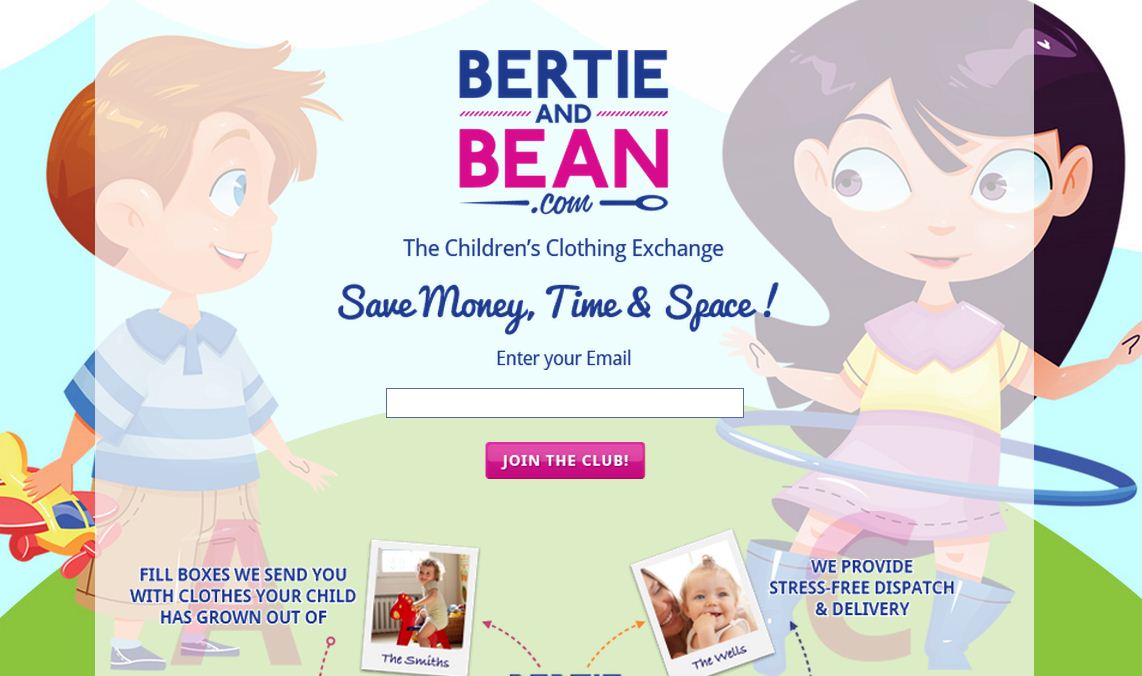 BERTIE
AND
BEAN
.com
The Children's Clothing Exchange
Save Money, Time & Space !
Enter your Email
JOIN THE CLUB!
FILL BOXES WE SEND YOU
WITH CLOTHES YOUR CHILD
HAS GROWN OUT OF
The Smiths
The Wells
WE PROVIDE
STRESS-FREE DISPATCH
& DELIVERY
A
C
BERTIE